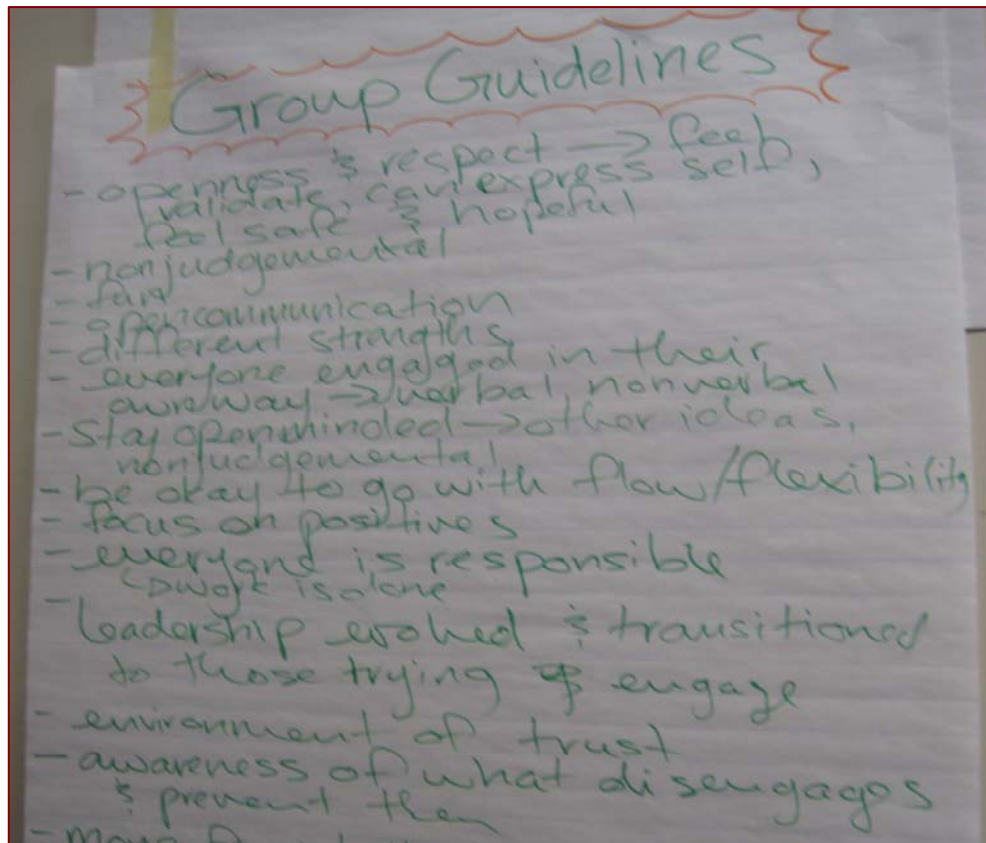 Group Guidelines
- openness & respect → feel
validate, can express self,
feel safe & hopeful
- nonjudgemental
- fair
- open communication
- different strengths
- everyone engaged in their
own way → verbal, nonverbal
- Stay openminded → other ideas,
nonjudgemental
- be okay to go with flow/flexibility
- focus on positives
- everyone is responsible
↳ work is done
- leadership evolved & transitioned
to those trying engage
- environment of trust
- awareness of what disengages
& prevent them